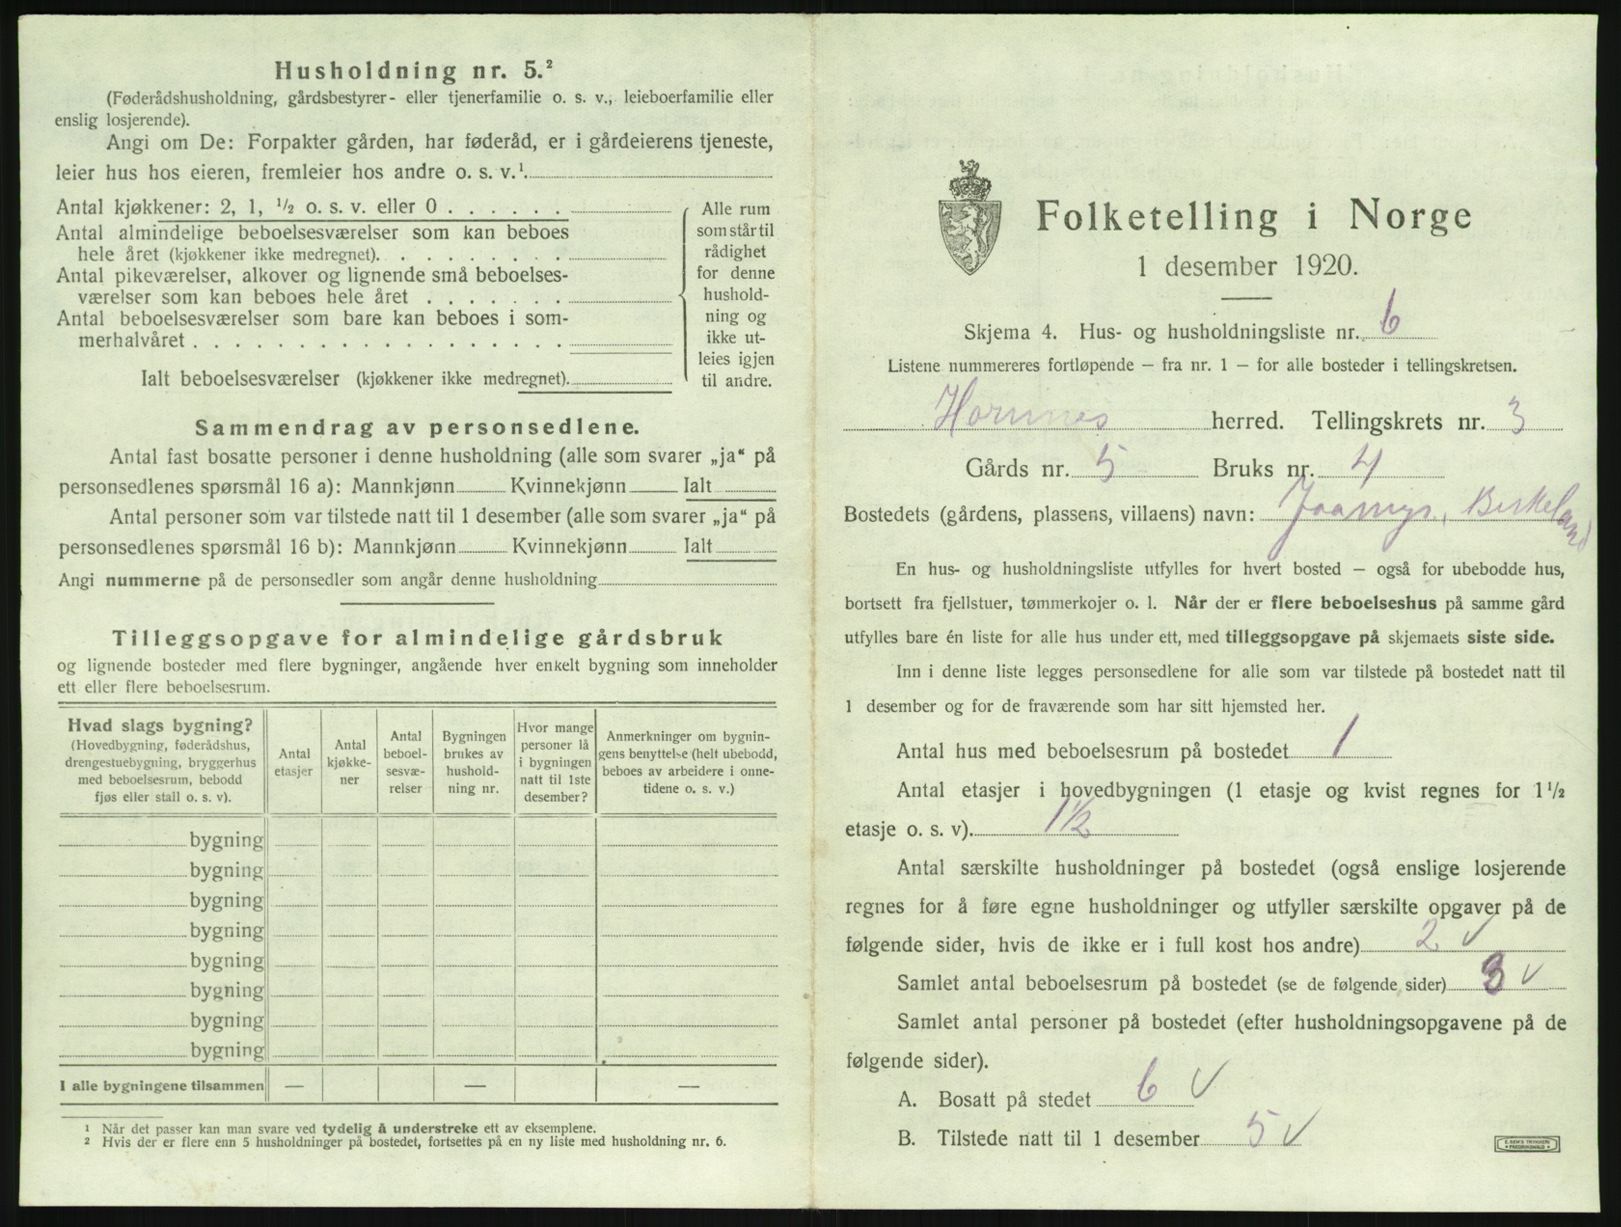 Husholdning nr. 5.²
(Føderådshusholdning, gårdsbestyrer- eller tjenerfamilie o. s. v., leieboerfamilie eller
enslig losjerende).
Angi om De: Forpakter gården, har føderåd, er i gårdeierens tjeneste,
leier hus hos eieren, fremleier hos andre o. s. v.¹
Antal kjøkkener: 2, 1, ½ o. s. v. eller 0 . . . . . .
Antal almindelige beboelsesværelser som kan beboes
hele året (kjøkkener ikke medregnet). . . . . . . .
Antal pikeværelser, alkover og lignende små beboelses-
værelser som kan beboes hele året . . . . . . .
Antal beboelsesværelser som bare kan beboes i som-
merhalvåret . . . . . . . . . . . . . . . . . .
Ialt beboelsesværelser (kjøkkener ikke medregnet).
Alle rum
som står til
rådighet
for denne
hushold-
ning og
ikke ut-
leies igjen
til andre.
Sammendrag av personsedlene.
Antal fast bosatte personer i denne husholdning (alle som svarer „ja“ på
personsedlenes spørsmål 16 a): Mannkjønn Kvinnekjønn Ialt
Antal personer som var tilstede natt til 1 desember (alle som svarer „ja“ på
personsedlenes spørsmål 16 b): Mannkjønn Kvinnekjønn Ialt
Angi nummerne på de personsedler som angår denne husholdning
Tilleggsopgave for almindelige gårdsbruk
og lignende bosteder med flere bygninger, angående hver enkelt bygning som inneholder
ett eller flere beboelsesrum.
Hvad slags bygning?
(Hovedbygning, føderådshus,
drengestuebygning, bryggerhus
med beboelsesrum, bebodd
fjøs eller stall o. s. v).
Antal
etasjer
Antal
kjøkke-
ner
Antal
beboel-
sesvæ-
relser
Bygningen
brukes av
hushold-
ning nr.
Hvor mange
personer lå
i bygningen
natt til 1ste
desember?
Anmerkninger om bygnin-
gens benyttelse (helt ubebodd,
beboes av arbeidere i onne-
tidene o. s. v.)
bygning
bygning
bygning
bygning
bygning
bygning
bygning
bygning
I alle bygningene tilsammen — — —
¹ Når det passer kan man svare ved tydelig å understreke ett av eksemplene.
² Hvis der er flere enn 5 husholdninger på bostedet, fortsettes på en ny liste med husholdning nr. 6.
Folketelling i Norge
1 desember 1920.
Skjema 4. Hus- og husholdningsliste nr. 6
Listene nummereres fortløpende — fra nr. 1 — for alle bosteder i tellingskretsen.
Hornnes herred. Tellingskrets nr. 3
Gårds nr. 5 Bruks nr. 4
Bostedets (gårdens, plassens, villaens) navn: Birkeland
En hus- og husholdningsliste utfylles for hvert bosted — også for ubebodde hus,
bortsett fra fjellstuer, tømmerkojer o. l. Når der er flere beboelseshus på samme gård
utfylles bare én liste for alle hus under ett, med tilleggsopgave på skjemaets siste side.
Inn i denne liste legges personsedlene for alle som var tilstede på bostedet natt til
1 desember og for de fraværende som har sitt hjemsted her.
Antal hus med beboelsesrum på bostedet 1
Antal etasjer i hovedbygningen (1 etasje og kvist regnes for 1½
etasje o. s. v). 1½
Antal særskilte husholdninger på bostedet (også enslige losjerende
regnes for å føre egne husholdninger og utfyller særskilte opgaver på de
følgende sider, hvis de ikke er i full kost hos andre) 2 ✓
Samlet antal beboelsesrum på bostedet (se de følgende sider) 3 ✓
Samlet antal personer på bostedet (efter husholdningsopgavene på de
følgende sider).
A. Bosatt på stedet 6 ✓
B. Tilstede natt til 1 desember 5 ✓